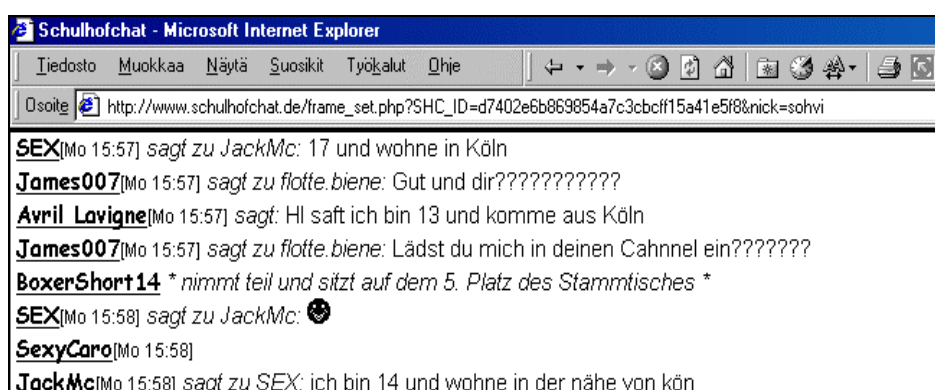 Schulhofchat - Microsoft Internet Explorer
Tiedosto Muokkaa Näytä Suosikit Työkalut Ohje
Osoite http://www.schulhofchat.de/frame_set.php?SHC_ID=d7402e6b869854a7c3cbcff15a41e5f8&nick=sohvi
SEX[Mo 15:57] sagt zu JackMc: 17 und wohne in Köln
James007[Mo 15:57] sagt zu flotte.biene: Gut und dir???????????
Avril Lavigne[Mo 15:57] sagt: HI saft ich bin 13 und komme aus Köln
James007[Mo 15:57] sagt zu flotte.biene: Lädst du mich in deinen Cahnnel ein???????
BoxerShort14 * nimmt teil und sitzt auf dem 5. Platz des Stammtisches *
SEX[Mo 15:58] sagt zu JackMc:
SexyCaro[Mo 15:58]
JackMc[Mo 15:58] sagt zu SEX: ich bin 14 und wohne in der nähe von kön